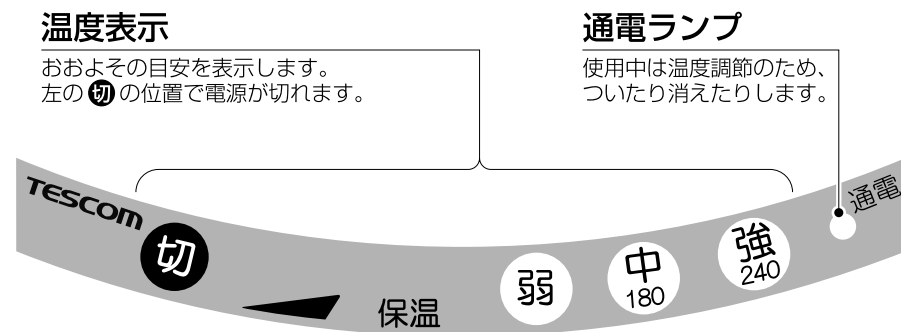 温度表示
おおよその目安を表示します。
左の 切 の位置で電源が切れます。
通電ランプ
使用中は温度調節のため、
ついたり消えたりします。
TESCOM
切
保温
弱
中
180
強
240
通電